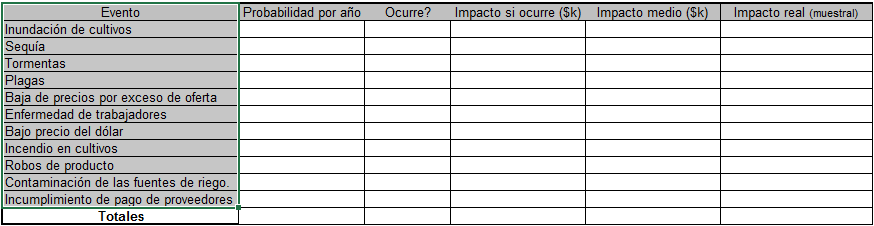 Evento Probabilidad por año Ocurre? Impacto si ocurre ($k) Impacto medio ($k) Impacto real (muestral)
Inundación de cultivos
Sequía
Tormentas
Plagas
Baja de precios por exceso de oferta
Enfermedad de trabajadores
Bajo precio del dólar
Incendio en cultivos
Robos de producto
Contaminación de las fuentes de riego.
Incumplimiento de pago de proveedores
Totales